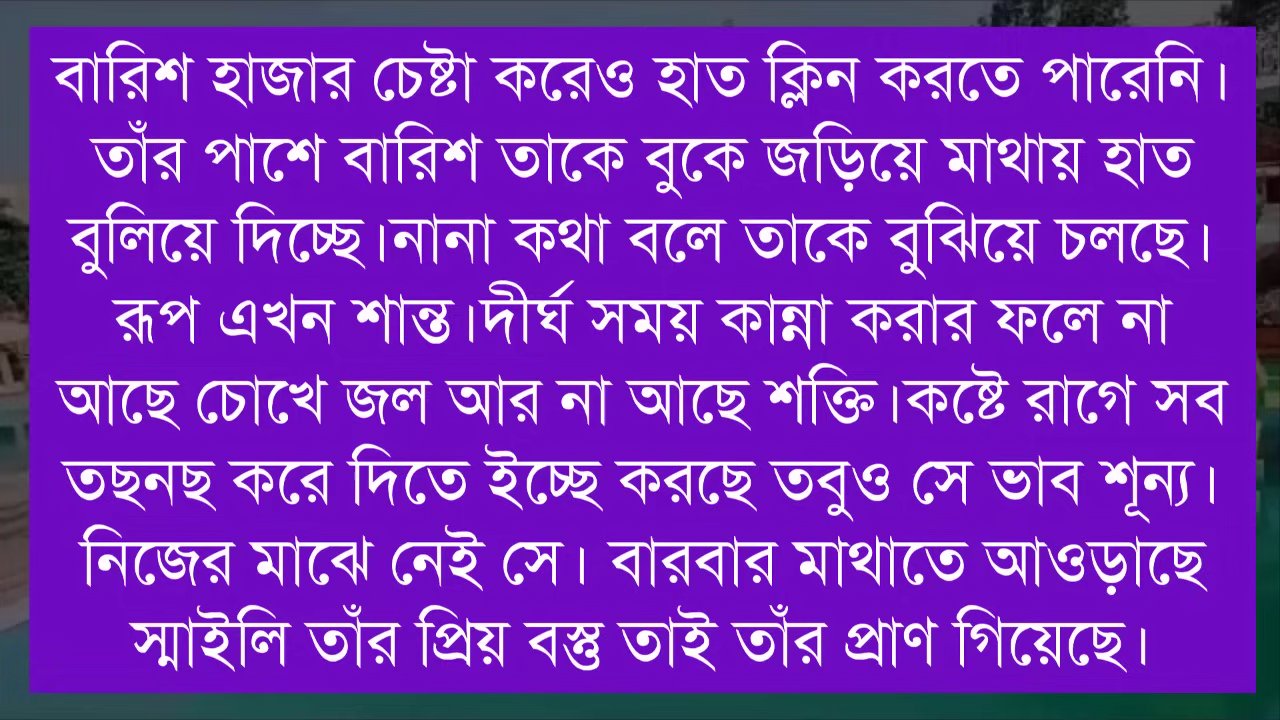 বারিশ হাজার চেষ্টা করেও হাত ক্লিন করতে পারেনি।
তাঁর পাশে বারিশ তাকে বুকে জড়িয়ে মাথায় হাত
বুলিয়ে দিচ্ছে।নানা কথা বলে তাকে বুঝিয়ে চলছে।
রূপ এখন শান্ত।দীর্ঘ সময় কান্না করার ফলে না
আছে চোখে জল আর না আছে শক্তি।কষ্টে রাগে সব
তছনছ করে দিতে ইচ্ছে করছে তবুও সে ভাব শূন্য।
নিজের মাঝে নেই সে। বারবার মাথাতে আওড়াছে
স্মাইলি তাঁর প্রিয় বস্তু তাই তাঁর প্রাণ গিয়েছে।